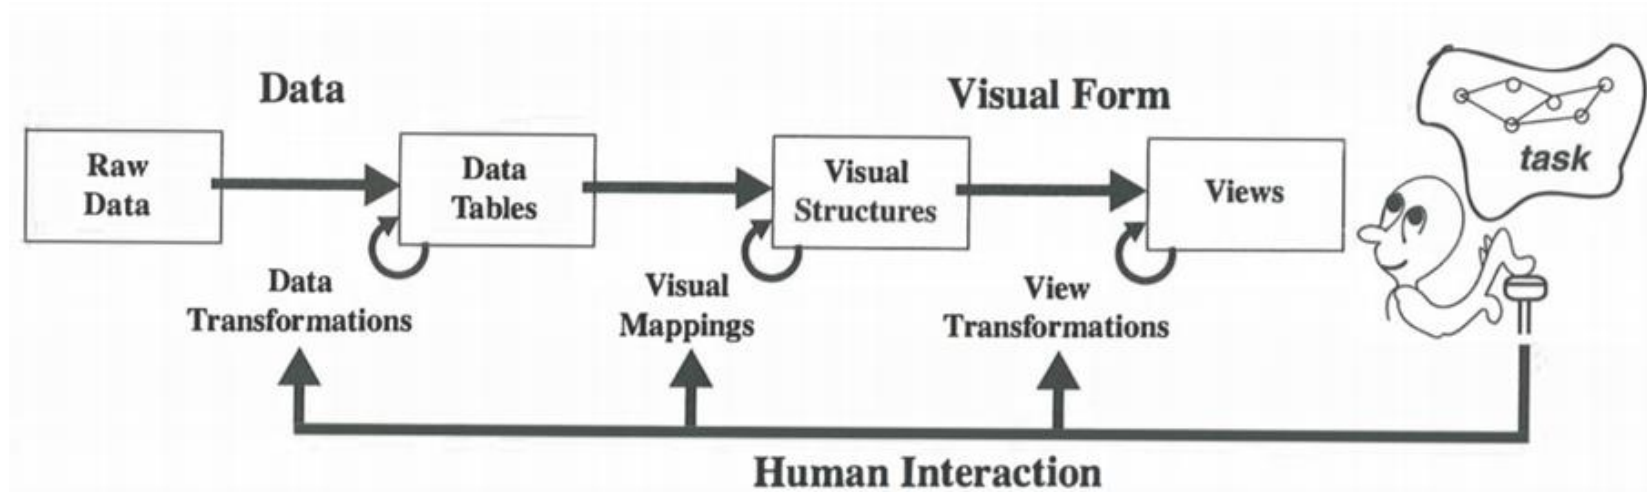 Data
Visual Form
Raw
Data
Data
Tables
Visual
Structures
Views
task
Data
Transformations
Visual
Mappings
View
Transformations
Human Interaction